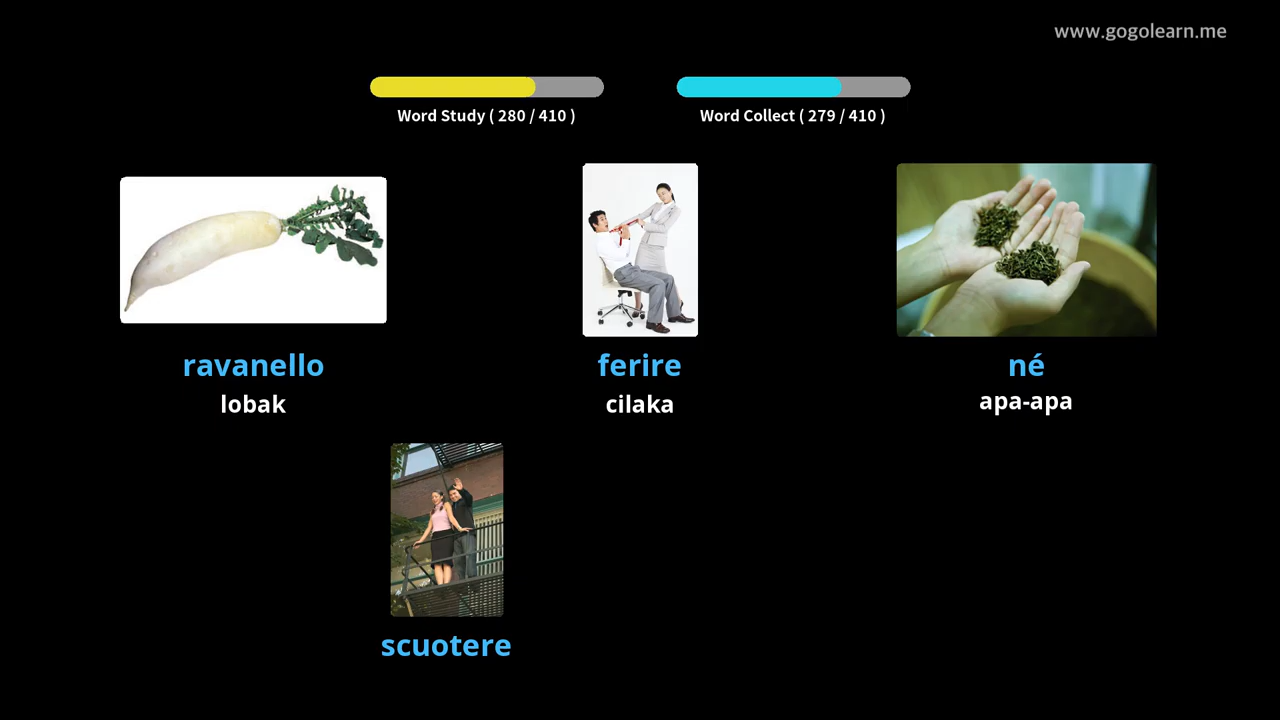 www.gogolearn.me
Word Study ( 280 / 410 )
Word Collect ( 279 / 410 )
ravanello
lobak
ferire
cilaka
né
apa-apa
scuotere